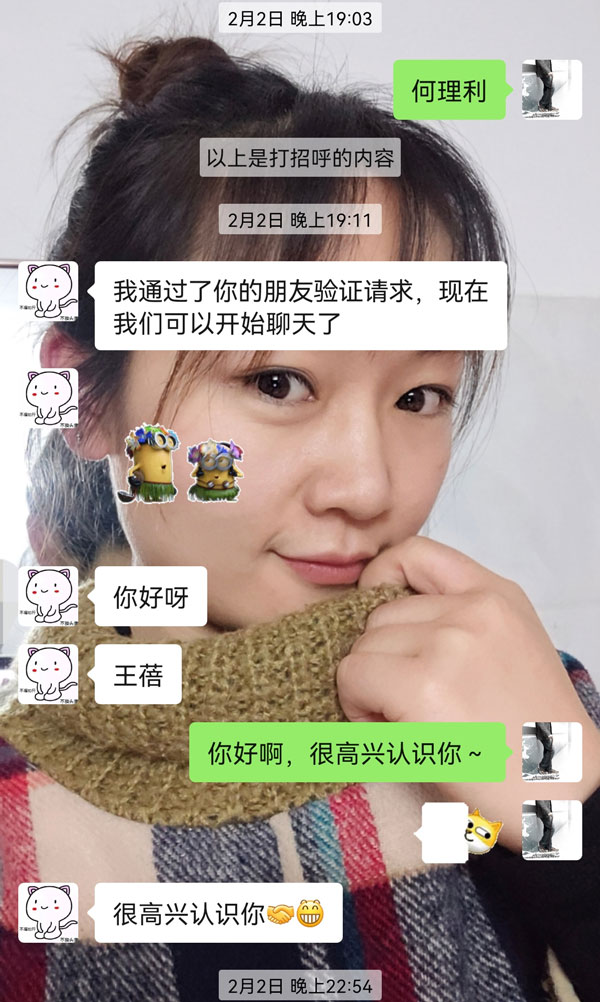 2月2日 晚上19:03
何理利
以上是打招呼的内容
2月2日 晚上19:11
我通过了你的朋友验证请求，现在
我们可以开始聊天了
你好呀
王蓓
你好啊，很高兴认识你～
很高兴认识你🤝😁
2月2日 晚上22:54